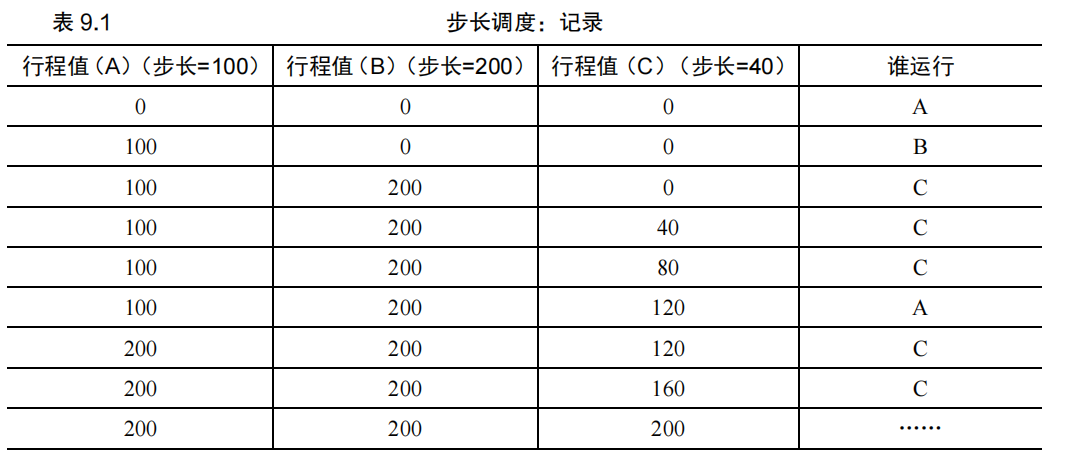 表 9.1 步长调度：记录
行程值（A）（步长=100） 行程值（B）（步长=200） 行程值（C）（步长=40） 谁运行
0 0 0 A
100 0 0 B
100 200 0 C
100 200 40 C
100 200 80 C
100 200 120 A
200 200 120 C
200 200 160 C
200 200 200 ……